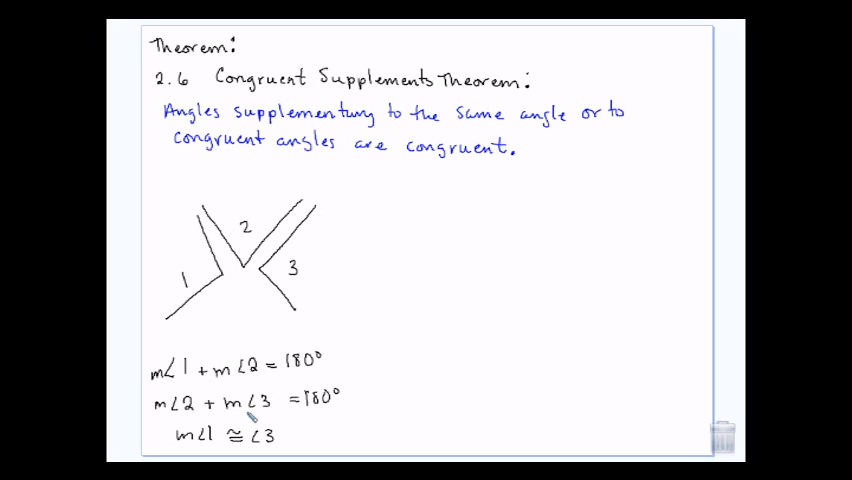 Theorem:
2.6 Congruent Supplements Theorem:
Angles supplementary to the same angle or to
congruent angles are congruent.
2
1
3
m∠1 + m∠2 = 180°
m∠2 + m∠3 = 180°
m∠1 ≅ ∠3